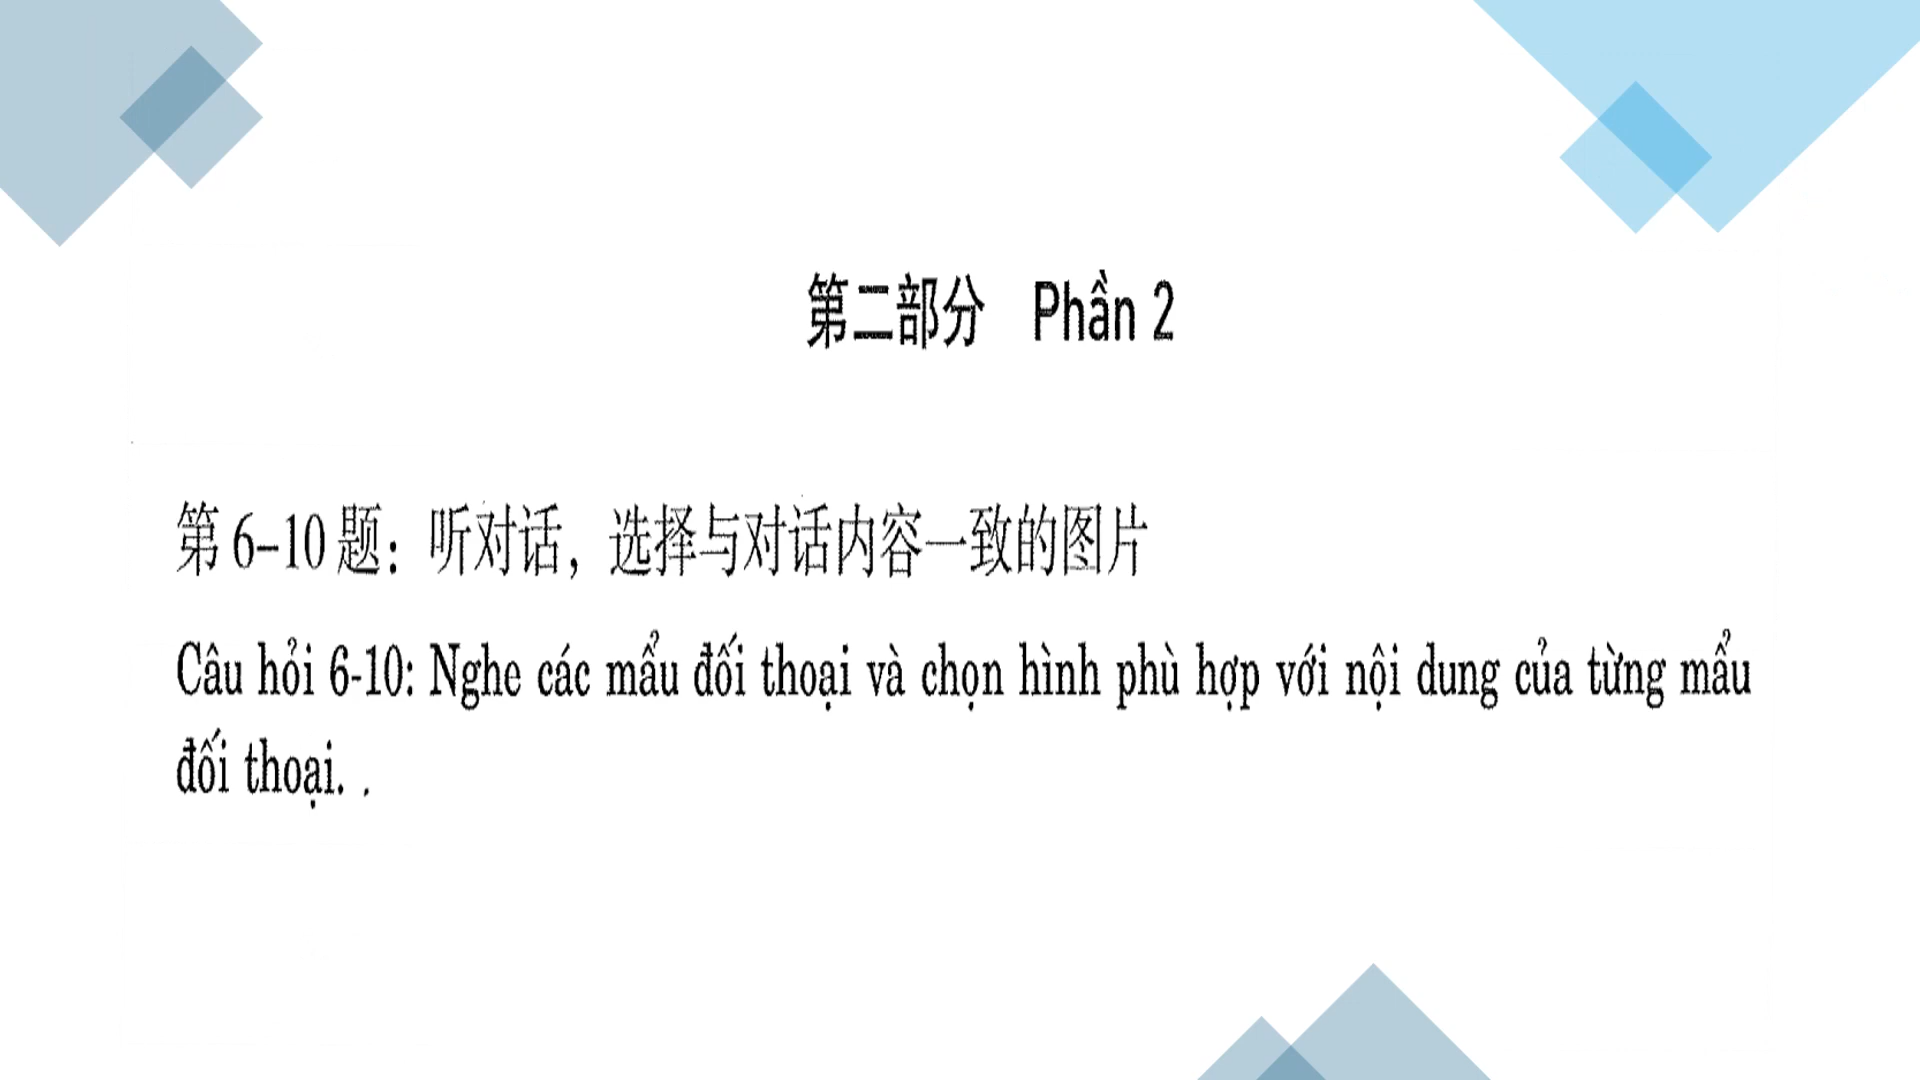 第二部分 Phần 2
第 6–10 题：听对话，选择与对话内容一致的图片
Câu hỏi 6-10: Nghe các mẩu đối thoại và chọn hình phù hợp với nội dung của từng mẩu
đối thoại. .